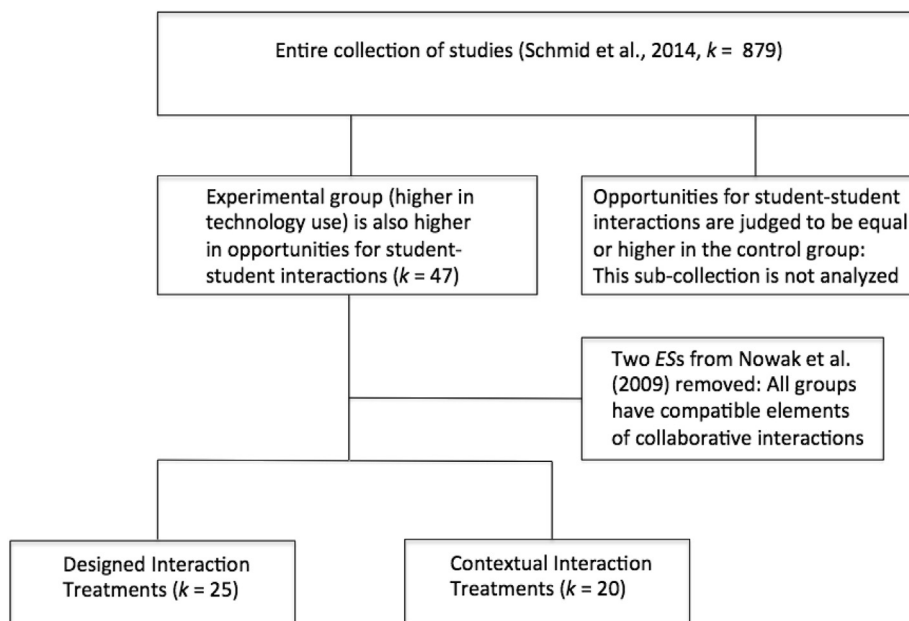 Entire collection of studies (Schmid et al., 2014, k = 879)
Experimental group (higher in
technology use) is also higher
in opportunities for student-
student interactions (k = 47)
Opportunities for student-student
interactions are judged to be equal
or higher in the control group:
This sub-collection is not analyzed
Two ESs from Nowak et al.
(2009) removed: All groups
have compatible elements
of collaborative interactions
Designed Interaction
Treatments (k = 25)
Contextual Interaction
Treatments (k = 20)